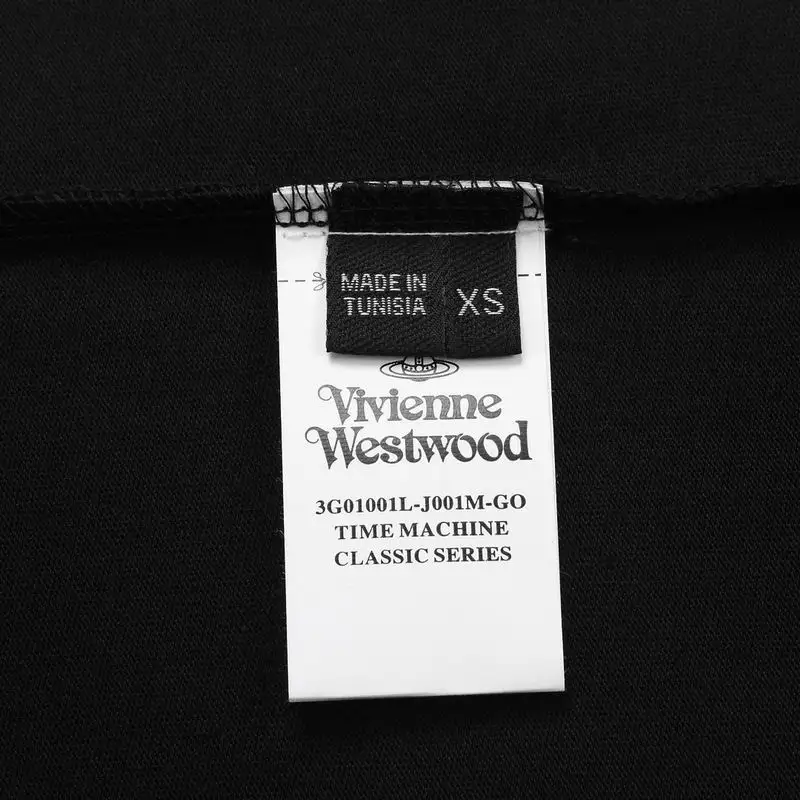 MADE IN
TUNISIA
XS
Vivienne
Westwood
3G01001L-J001M-GO
TIME MACHINE
CLASSIC SERIES